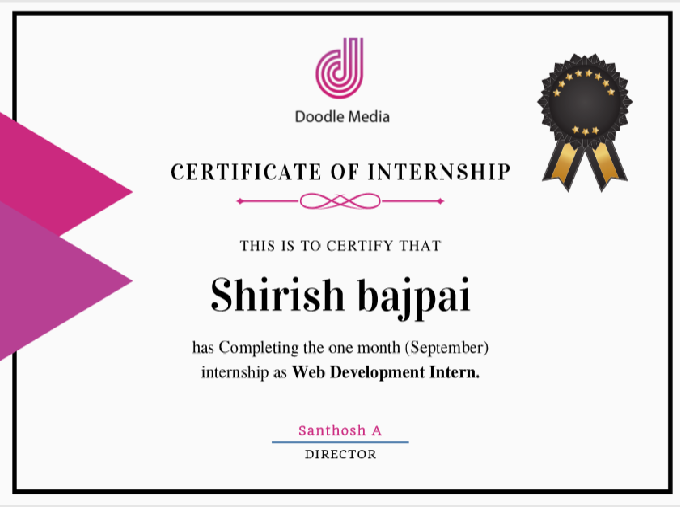 Doodle Media
CERTIFICATE OF INTERNSHIP
THIS IS TO CERTIFY THAT
Shirish bajpai
has Completing the one month (September)
internship as Web Development Intern.
Santhosh A
DIRECTOR